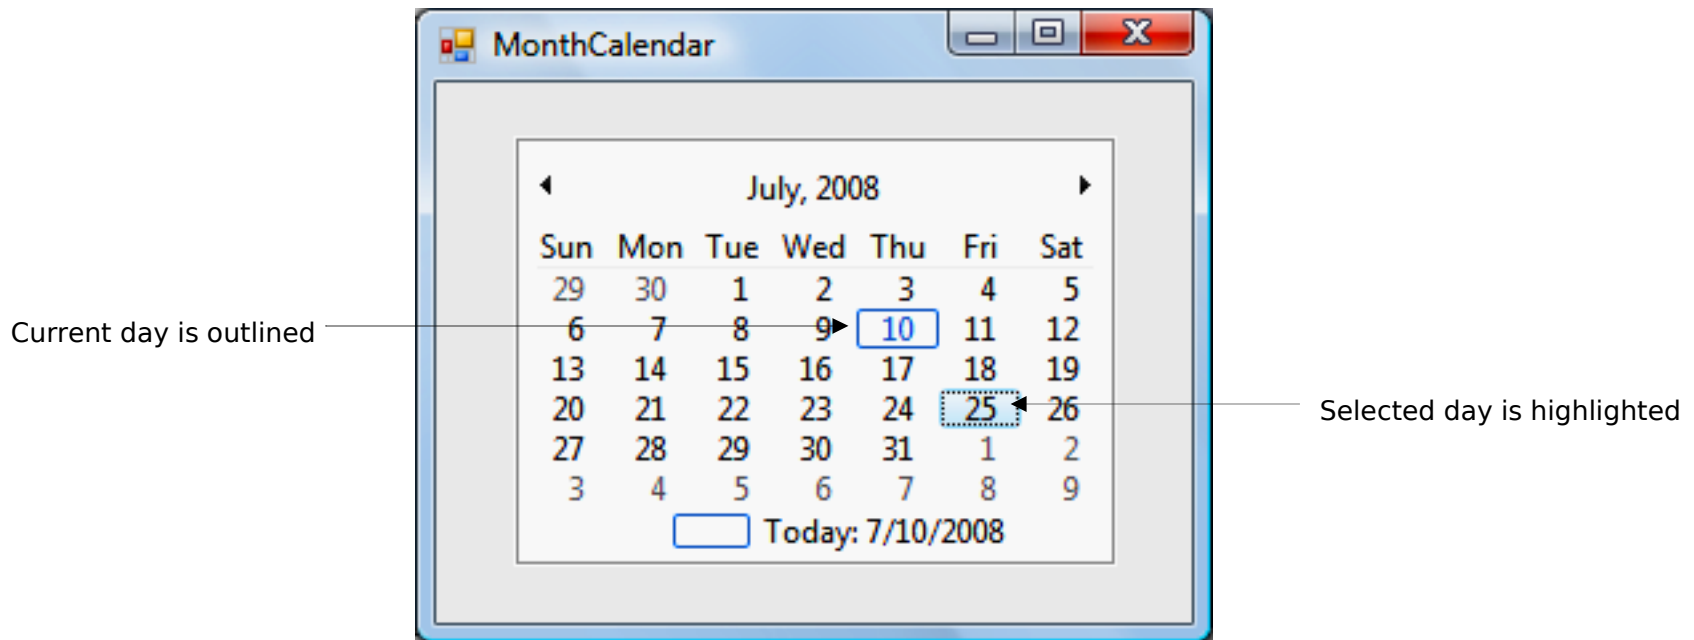 MonthCalendar
July, 2008
Sun Mon Tue Wed Thu Fri Sat
29 30 1 2 3 4 5
Current day is outlined
6 7 8 9 10 11 12
13 14 15 16 17 18 19
20 21 22 23 24 25 26
Selected day is highlighted
27 28 29 30 31 1 2
3 4 5 6 7 8 9
Today: 7/10/2008